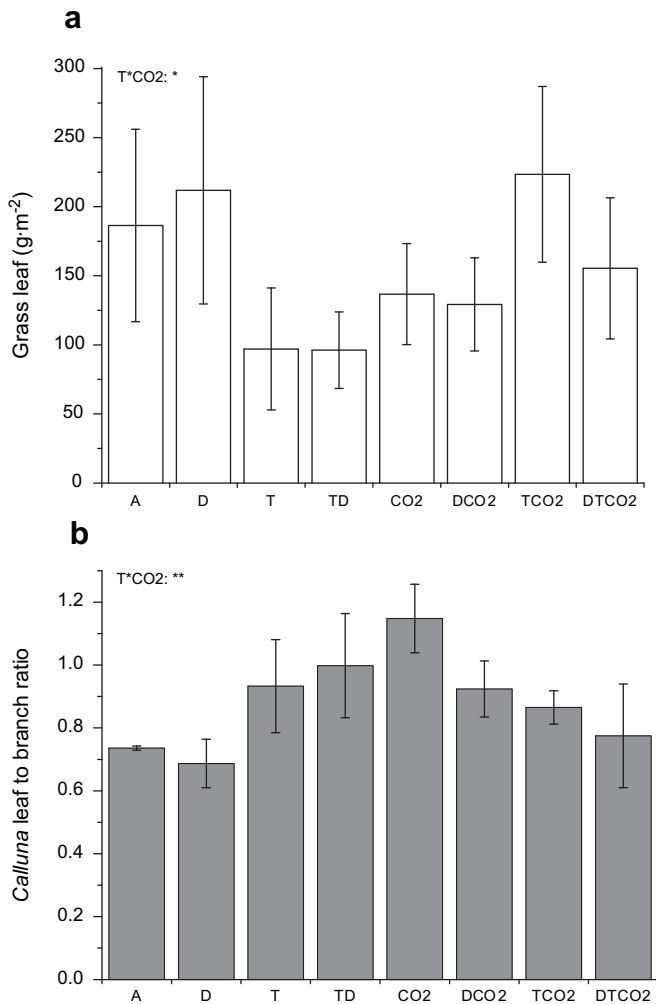 a
T*CO2: *
300
250
200
150
100
50
0
Grass leaf (g·m⁻²)
A D T TD CO2 DCO2 TCO2 DTCO2
b
T*CO2: **
1.2
1.0
0.8
0.6
0.4
0.2
0.0
Calluna leaf to branch ratio
A D T TD CO2 DCO2 TCO2 DTCO2